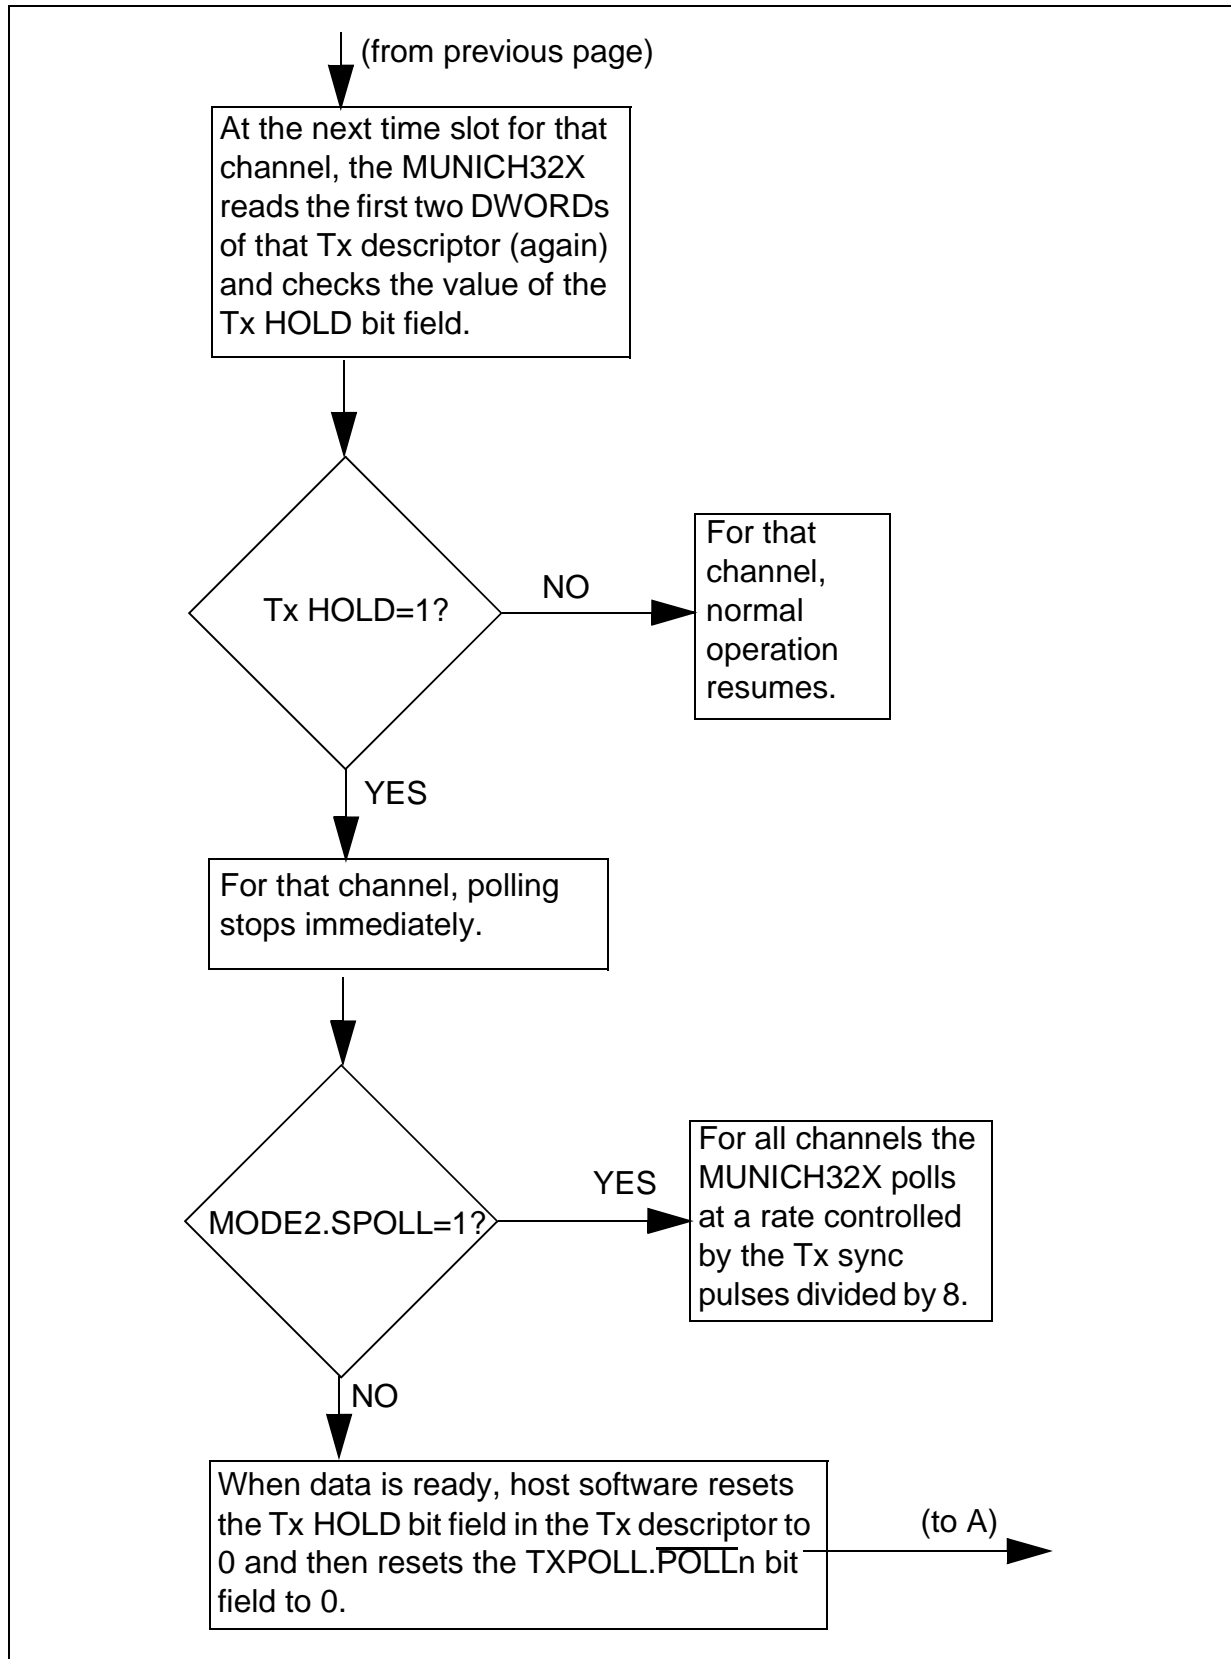 (from previous page)
At the next time slot for that
channel, the MUNICH32X
reads the first two DWORDs
of that Tx descriptor (again)
and checks the value of the
Tx HOLD bit field.
Tx HOLD=1?
NO
For that
channel,
normal
operation
resumes.
YES
For that channel, polling
stops immediately.
MODE2.SPOLL=1?
YES
For all channels the
MUNICH32X polls
at a rate controlled
by the Tx sync
pulses divided by 8.
NO
When data is ready, host software resets
the Tx HOLD bit field in the Tx descriptor to
0 and then resets the TXPOLL.P̅O̅L̅L̅n bit
field to 0.
(to A)